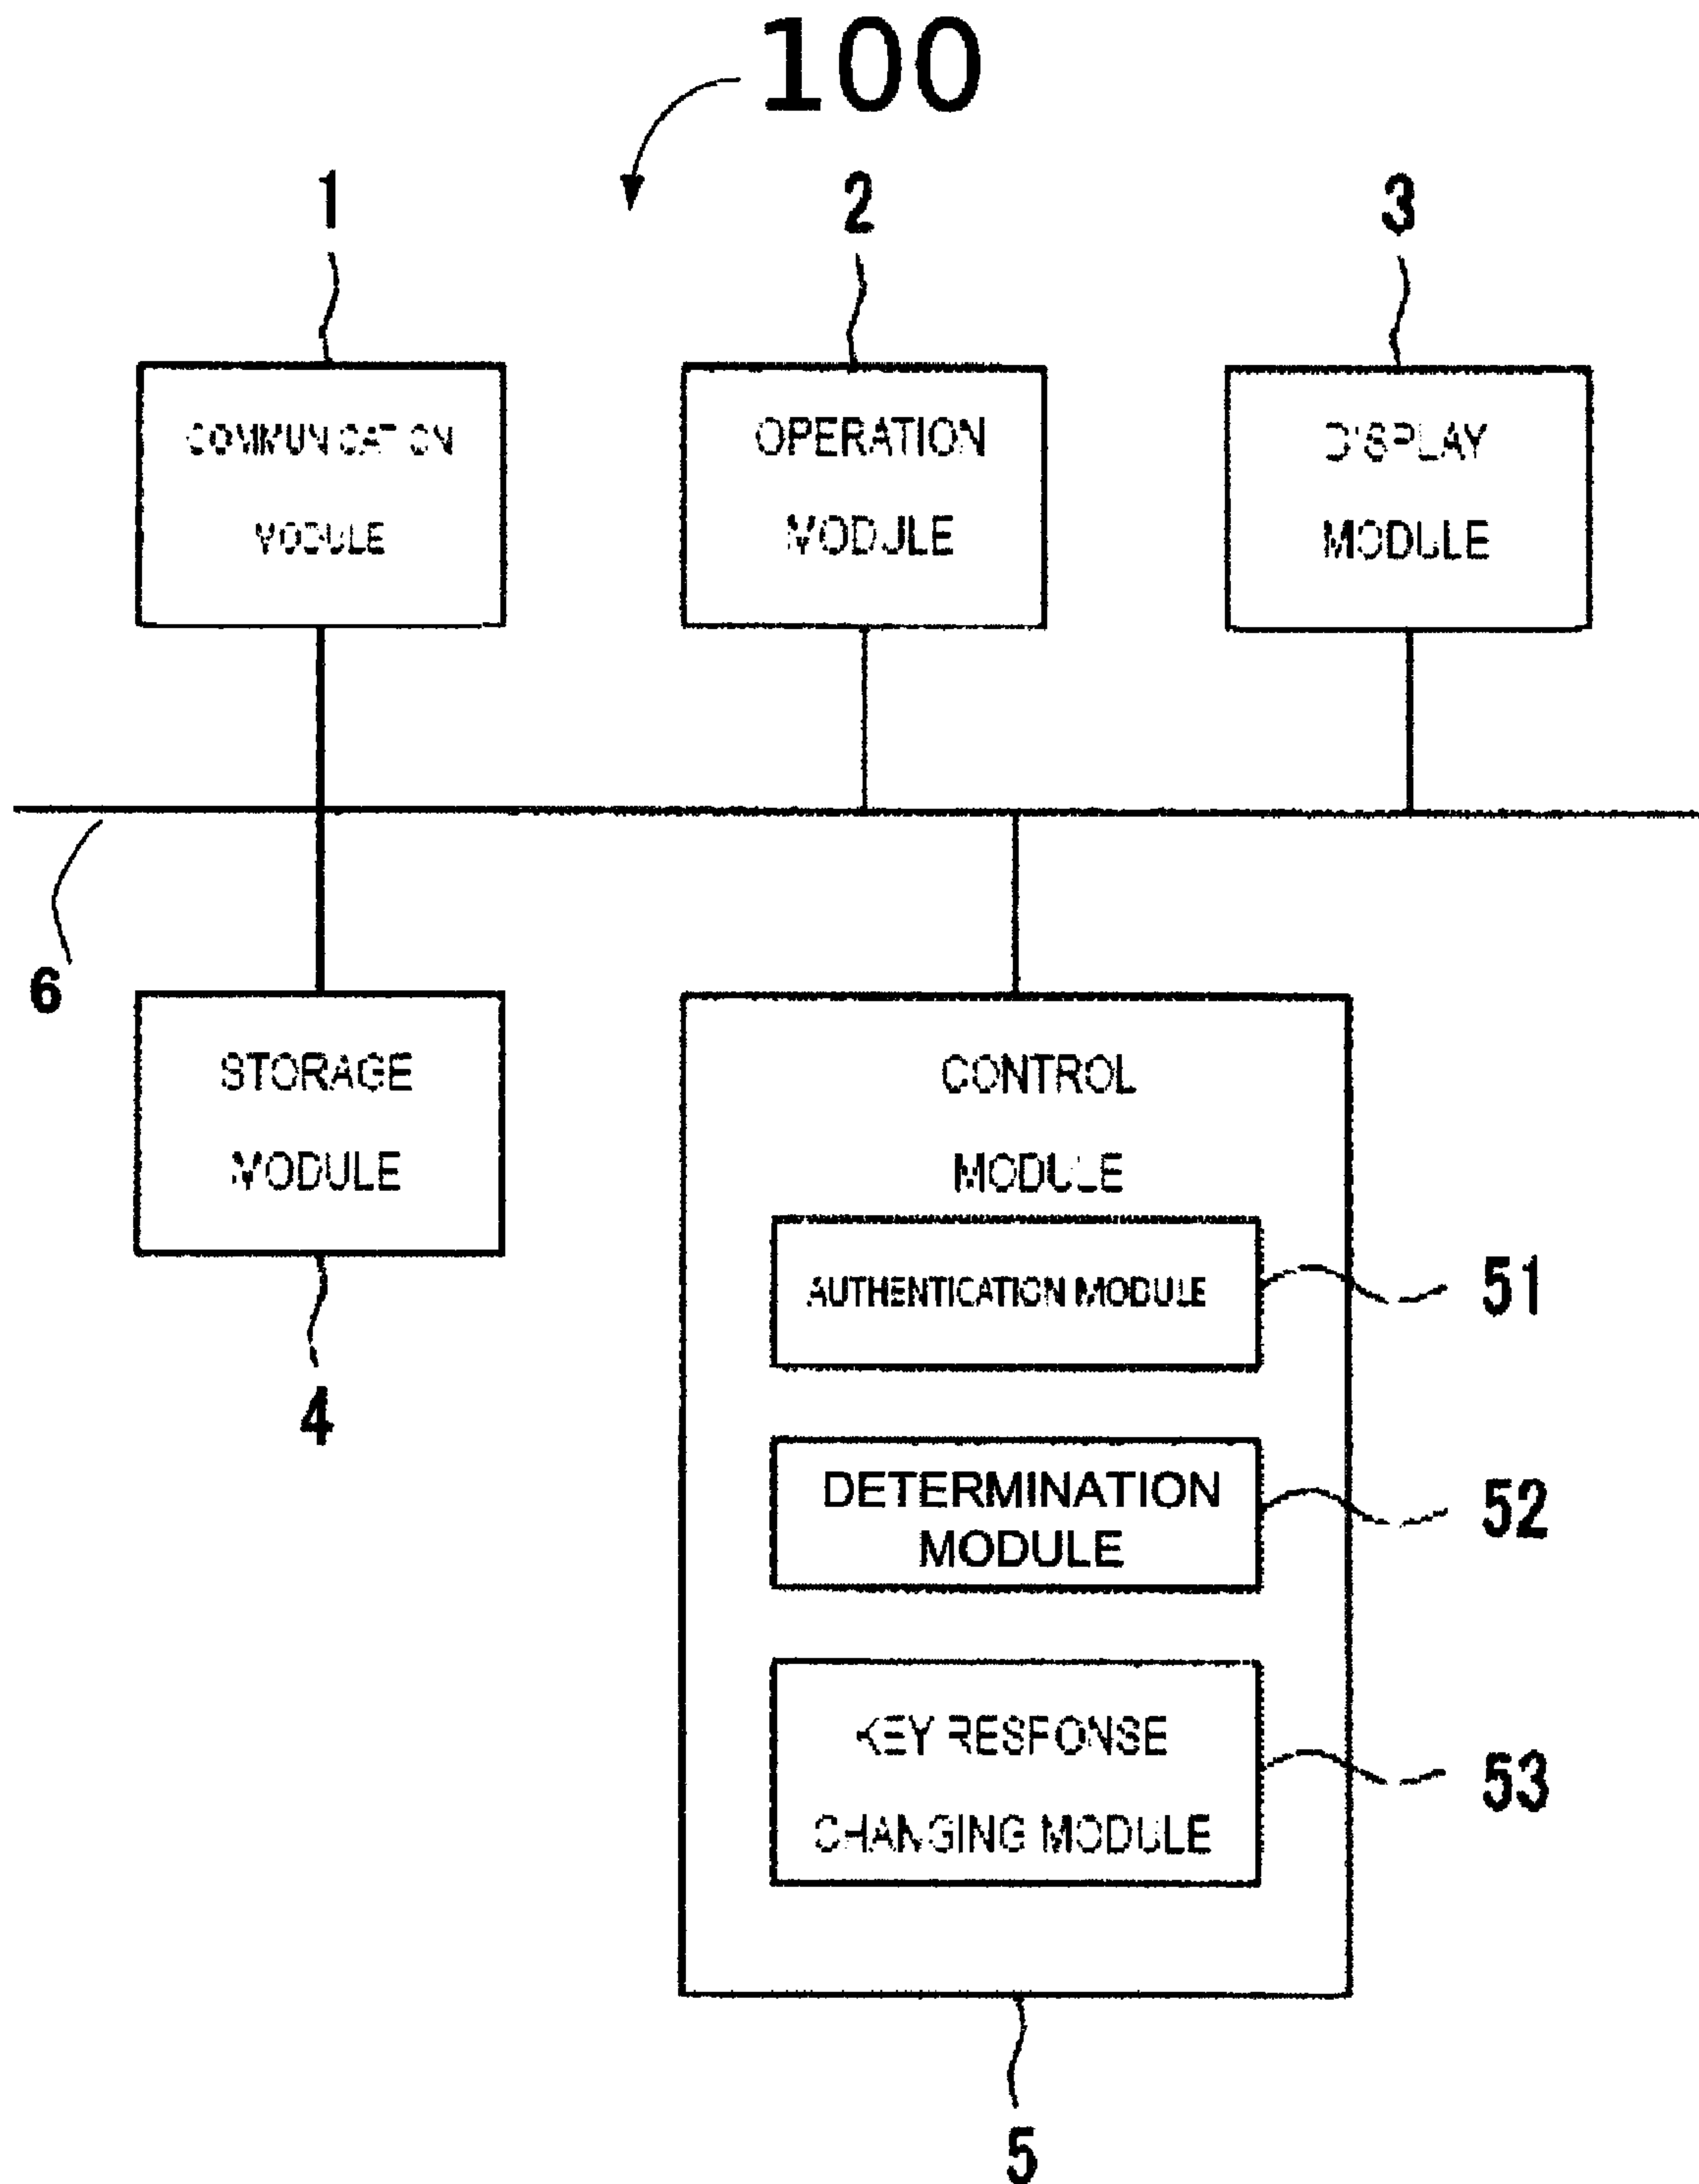 100
1
2
3
COMMUNICATION
MODULE
OPERATION
MODULE
DISPLAY
MODULE
6
STORAGE
MODULE
4
CONTROL
MODULE
AUTHENTICATION MODULE
51
DETERMINATION
MODULE
52
KEY RESPONSE
CHANGING MODULE
53
5